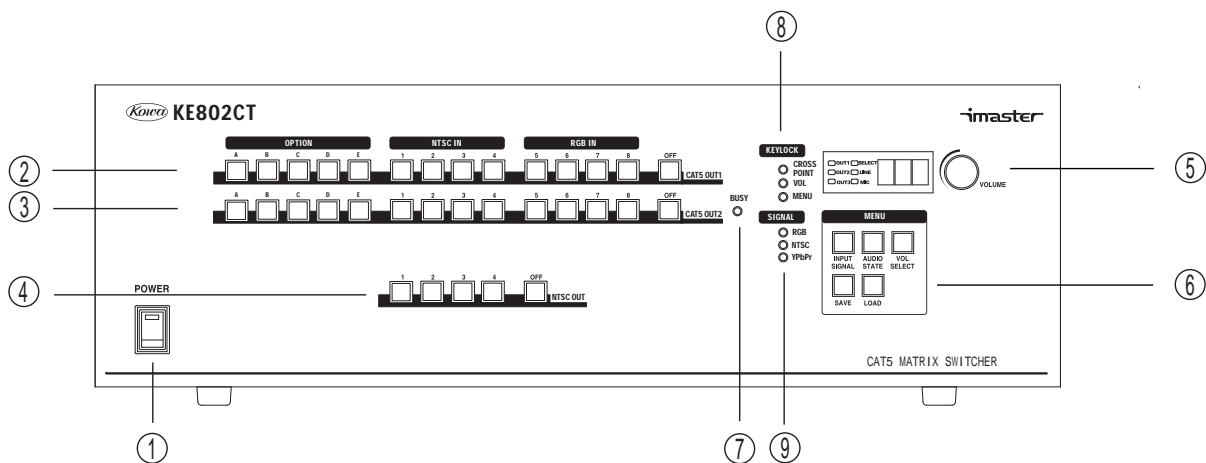 ⑧
Kowa KE802CT
imaster
OPTION NTSC IN RGB IN
A B C D E 1 2 3 4 5 6 7 8 OFF
② CAT5 OUT1
A B C D E 1 2 3 4 5 6 7 8 OFF
③ CAT5 OUT2
KEYLOCK
CROSS
POINT
VOL
MENU
BUSY
SIGNAL
RGB
NTSC
YPbPr
OUT1 SELECT
OUT2 LINE
OUT3 MIC
VOLUME
⑤
MENU
INPUT
SIGNAL
AUDIO
STATE
VOL
SELECT
SAVE LOAD
⑥
④
1 2 3 4 OFF
NTSC OUT
POWER
CAT5 MATRIX SWITCHER
① ⑦ ⑨